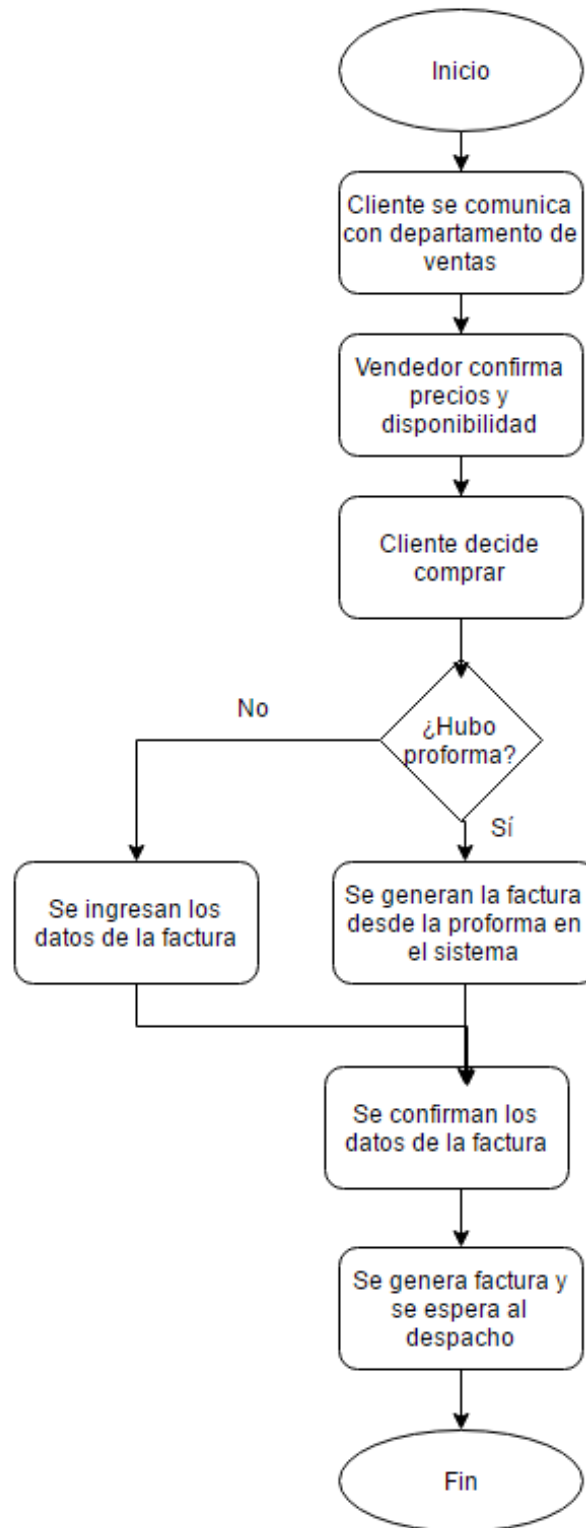 Inicio
Cliente se comunica
con departamento de
ventas
Vendedor confirma
precios y
disponibilidad
Cliente decide
comprar
No
¿Hubo
proforma?
Sí
Se ingresan los
datos de la factura
Se generan la factura
desde la proforma en
el sistema
Se confirman los
datos de la factura
Se genera factura y
se espera al
despacho
Fin